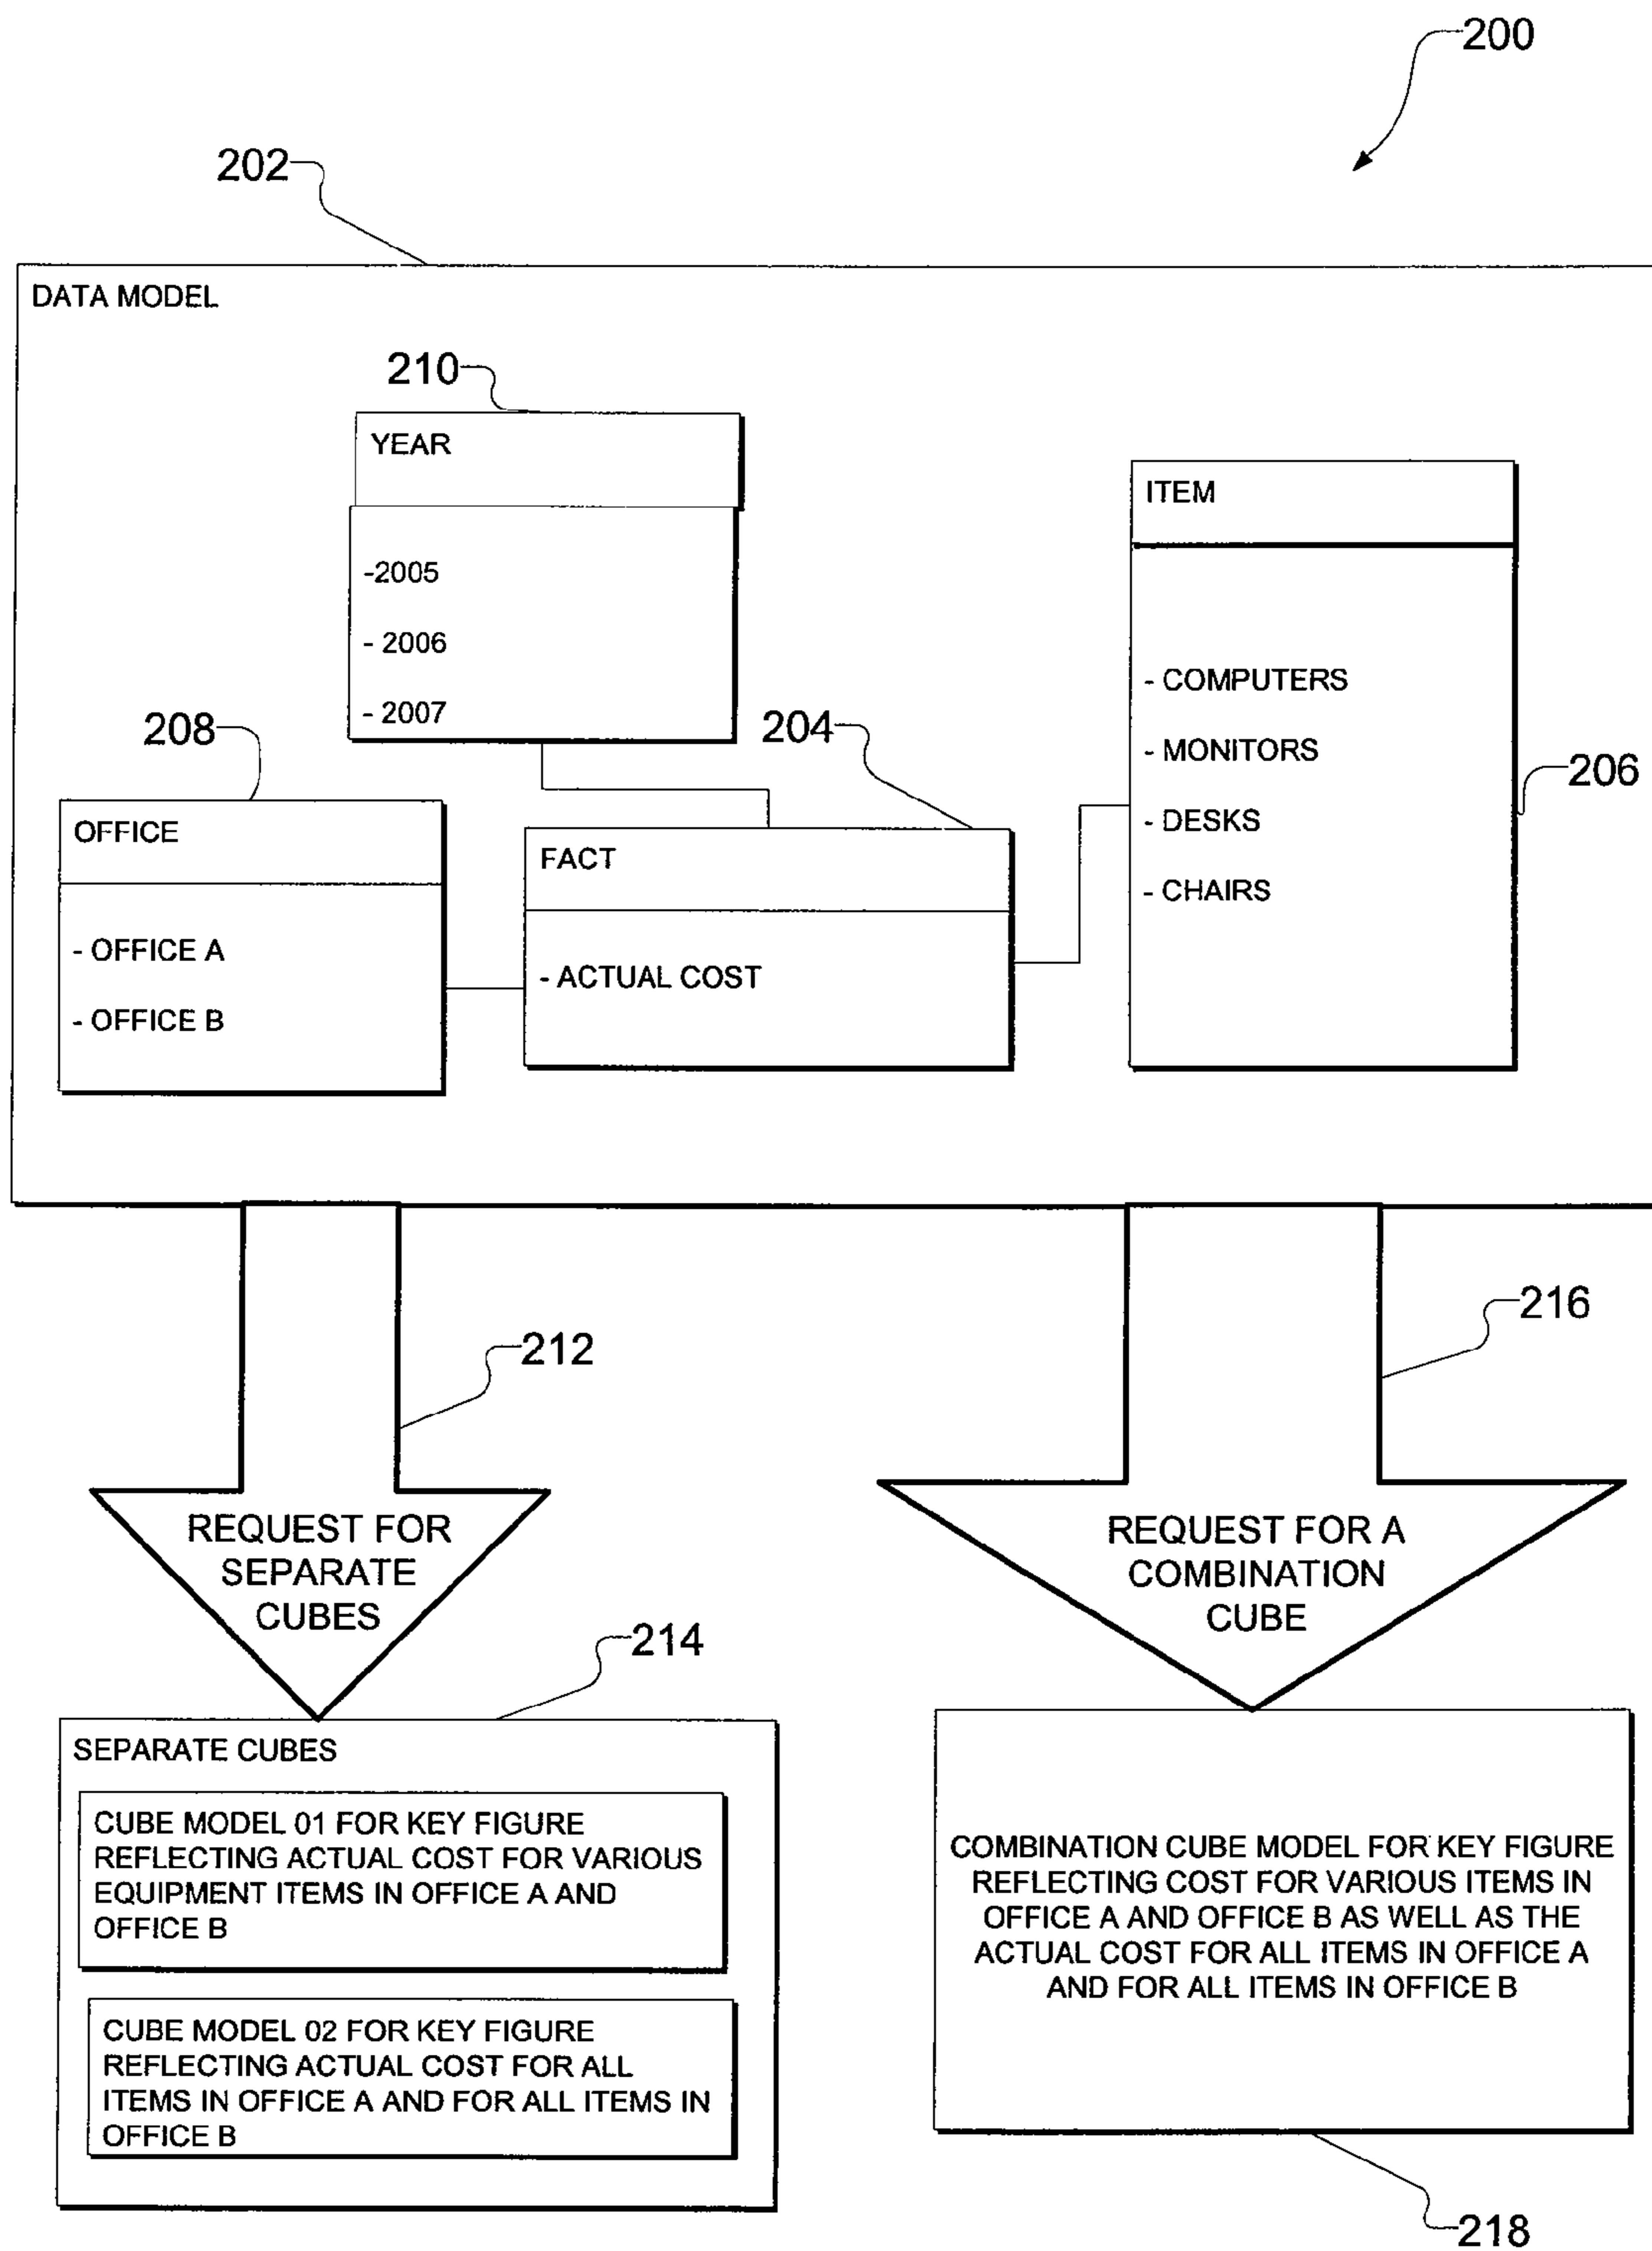 200
202
DATA MODEL
210
YEAR
-2005
- 2006
- 2007
ITEM
- COMPUTERS
- MONITORS
- DESKS
- CHAIRS
206
208
OFFICE
- OFFICE A
- OFFICE B
204
FACT
- ACTUAL COST
212
REQUEST FOR
SEPARATE
CUBES
216
REQUEST FOR A
COMBINATION
CUBE
214
SEPARATE CUBES
CUBE MODEL 01 FOR KEY FIGURE
REFLECTING ACTUAL COST FOR VARIOUS
EQUIPMENT ITEMS IN OFFICE A AND
OFFICE B
CUBE MODEL 02 FOR KEY FIGURE
REFLECTING ACTUAL COST FOR ALL
ITEMS IN OFFICE A AND FOR ALL ITEMS IN
OFFICE B
COMBINATION CUBE MODEL FOR KEY FIGURE
REFLECTING COST FOR VARIOUS ITEMS IN
OFFICE A AND OFFICE B AS WELL AS THE
ACTUAL COST FOR ALL ITEMS IN OFFICE A
AND FOR ALL ITEMS IN OFFICE B
218